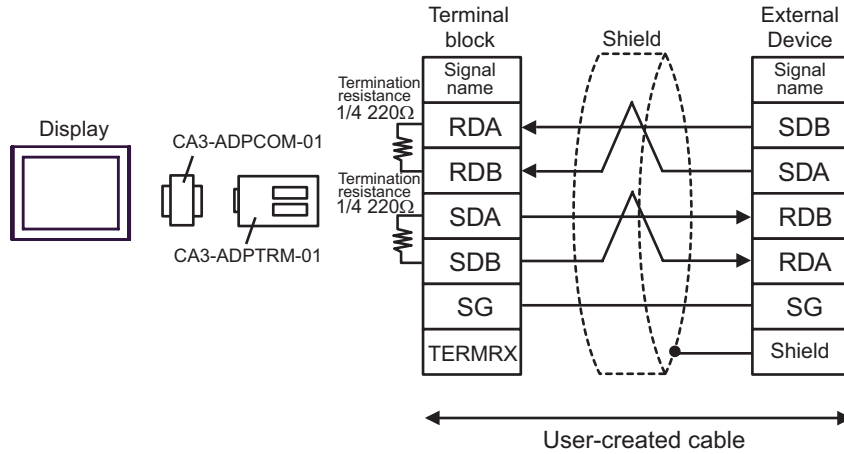 Terminal
block
Shield
External
Device
Signal
name
Signal
name
Termination
resistance
1/4 220Ω
Display
CA3-ADPCOM-01
RDA
SDB
RDB
SDA
Termination
resistance
1/4 220Ω
SDA
RDB
CA3-ADPTRM-01
SDB
RDA
SG
SG
TERMRX
Shield
User-created cable